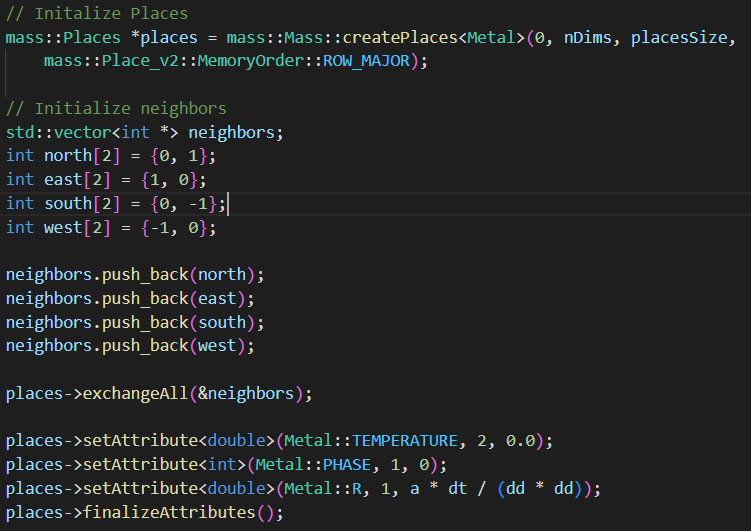 // Initalize Places
mass::Places *places = mass::Mass::createPlaces<Metal>(0, nDims, placesSize,
    mass::Place_v2::MemoryOrder::ROW_MAJOR);

// Initialize neighbors
std::vector<int *> neighbors;
int north[2] = {0, 1};
int east[2] = {1, 0};
int south[2] = {0, -1};
int west[2] = {-1, 0};

neighbors.push_back(north);
neighbors.push_back(east);
neighbors.push_back(south);
neighbors.push_back(west);

places->exchangeAll(&neighbors);

places->setAttribute<double>(Metal::TEMPERATURE, 2, 0.0);
places->setAttribute<int>(Metal::PHASE, 1, 0);
places->setAttribute<double>(Metal::R, 1, a * dt / (dd * dd));
places->finalizeAttributes();